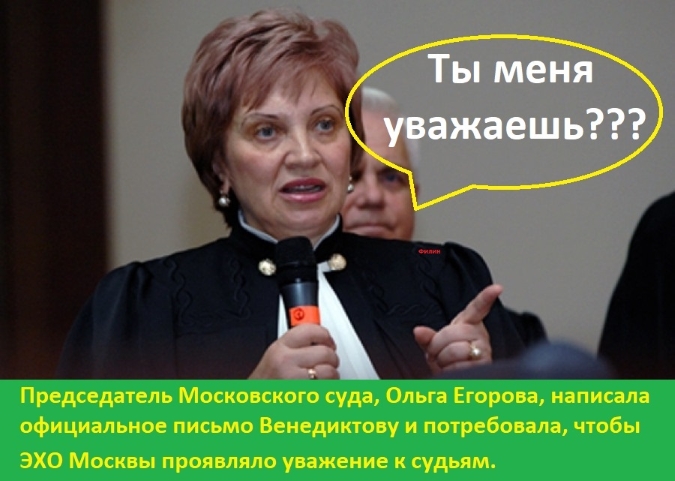 Ты меня
уважаешь???
Филин
Председатель Московского суда, Ольга Егорова, написала
официальное письмо Венедиктову и потребовала, чтобы
ЭХО Москвы проявляло уважение к судьям.